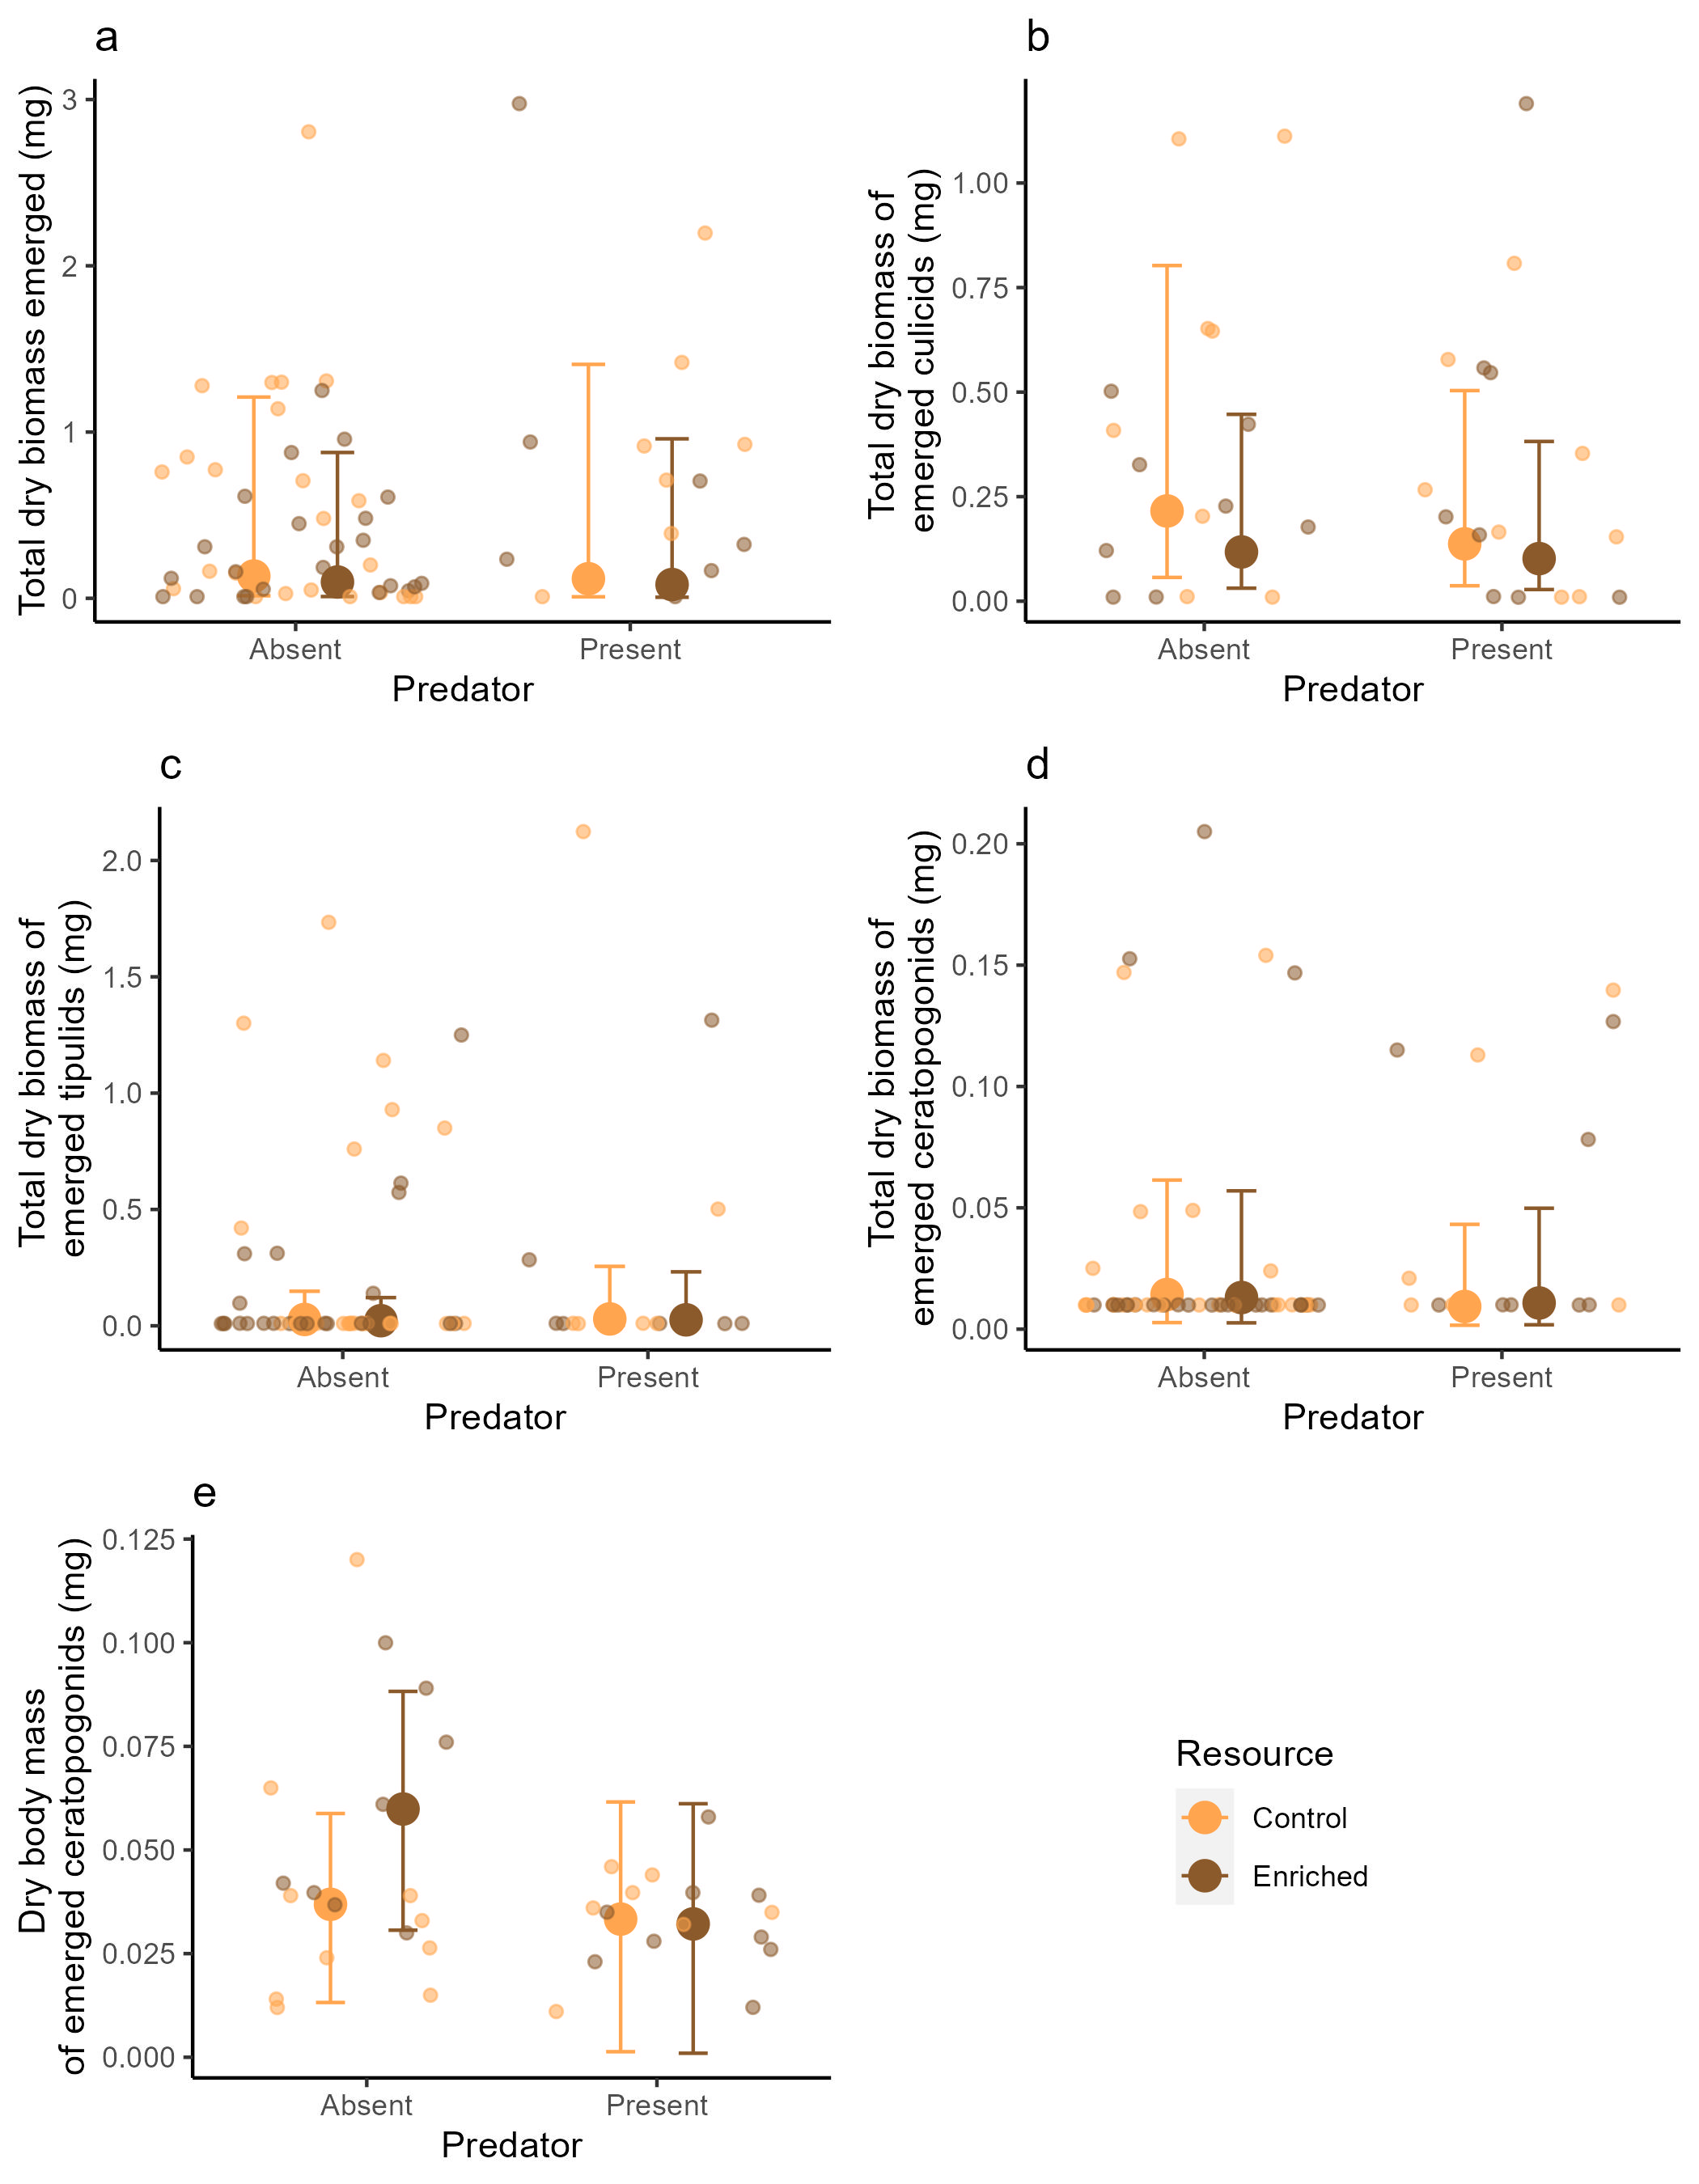 a
Total dry biomass emerged (mg)
3
2
1
0
Absent
Present
Predator
b
Total dry biomass of
emerged culicids (mg)
1.00
0.75
0.50
0.25
0.00
Absent
Present
Predator
c
Total dry biomass of
emerged tipulids (mg)
2.0
1.5
1.0
0.5
0.0
Absent
Present
Predator
d
Total dry biomass of
emerged ceratopogonids (mg)
0.20
0.15
0.10
0.05
0.00
Absent
Present
Predator
e
Dry body mass
of emerged ceratopogonids (mg)
0.125
0.100
0.075
0.050
0.025
0.000
Absent
Present
Predator
Resource
Control
Enriched